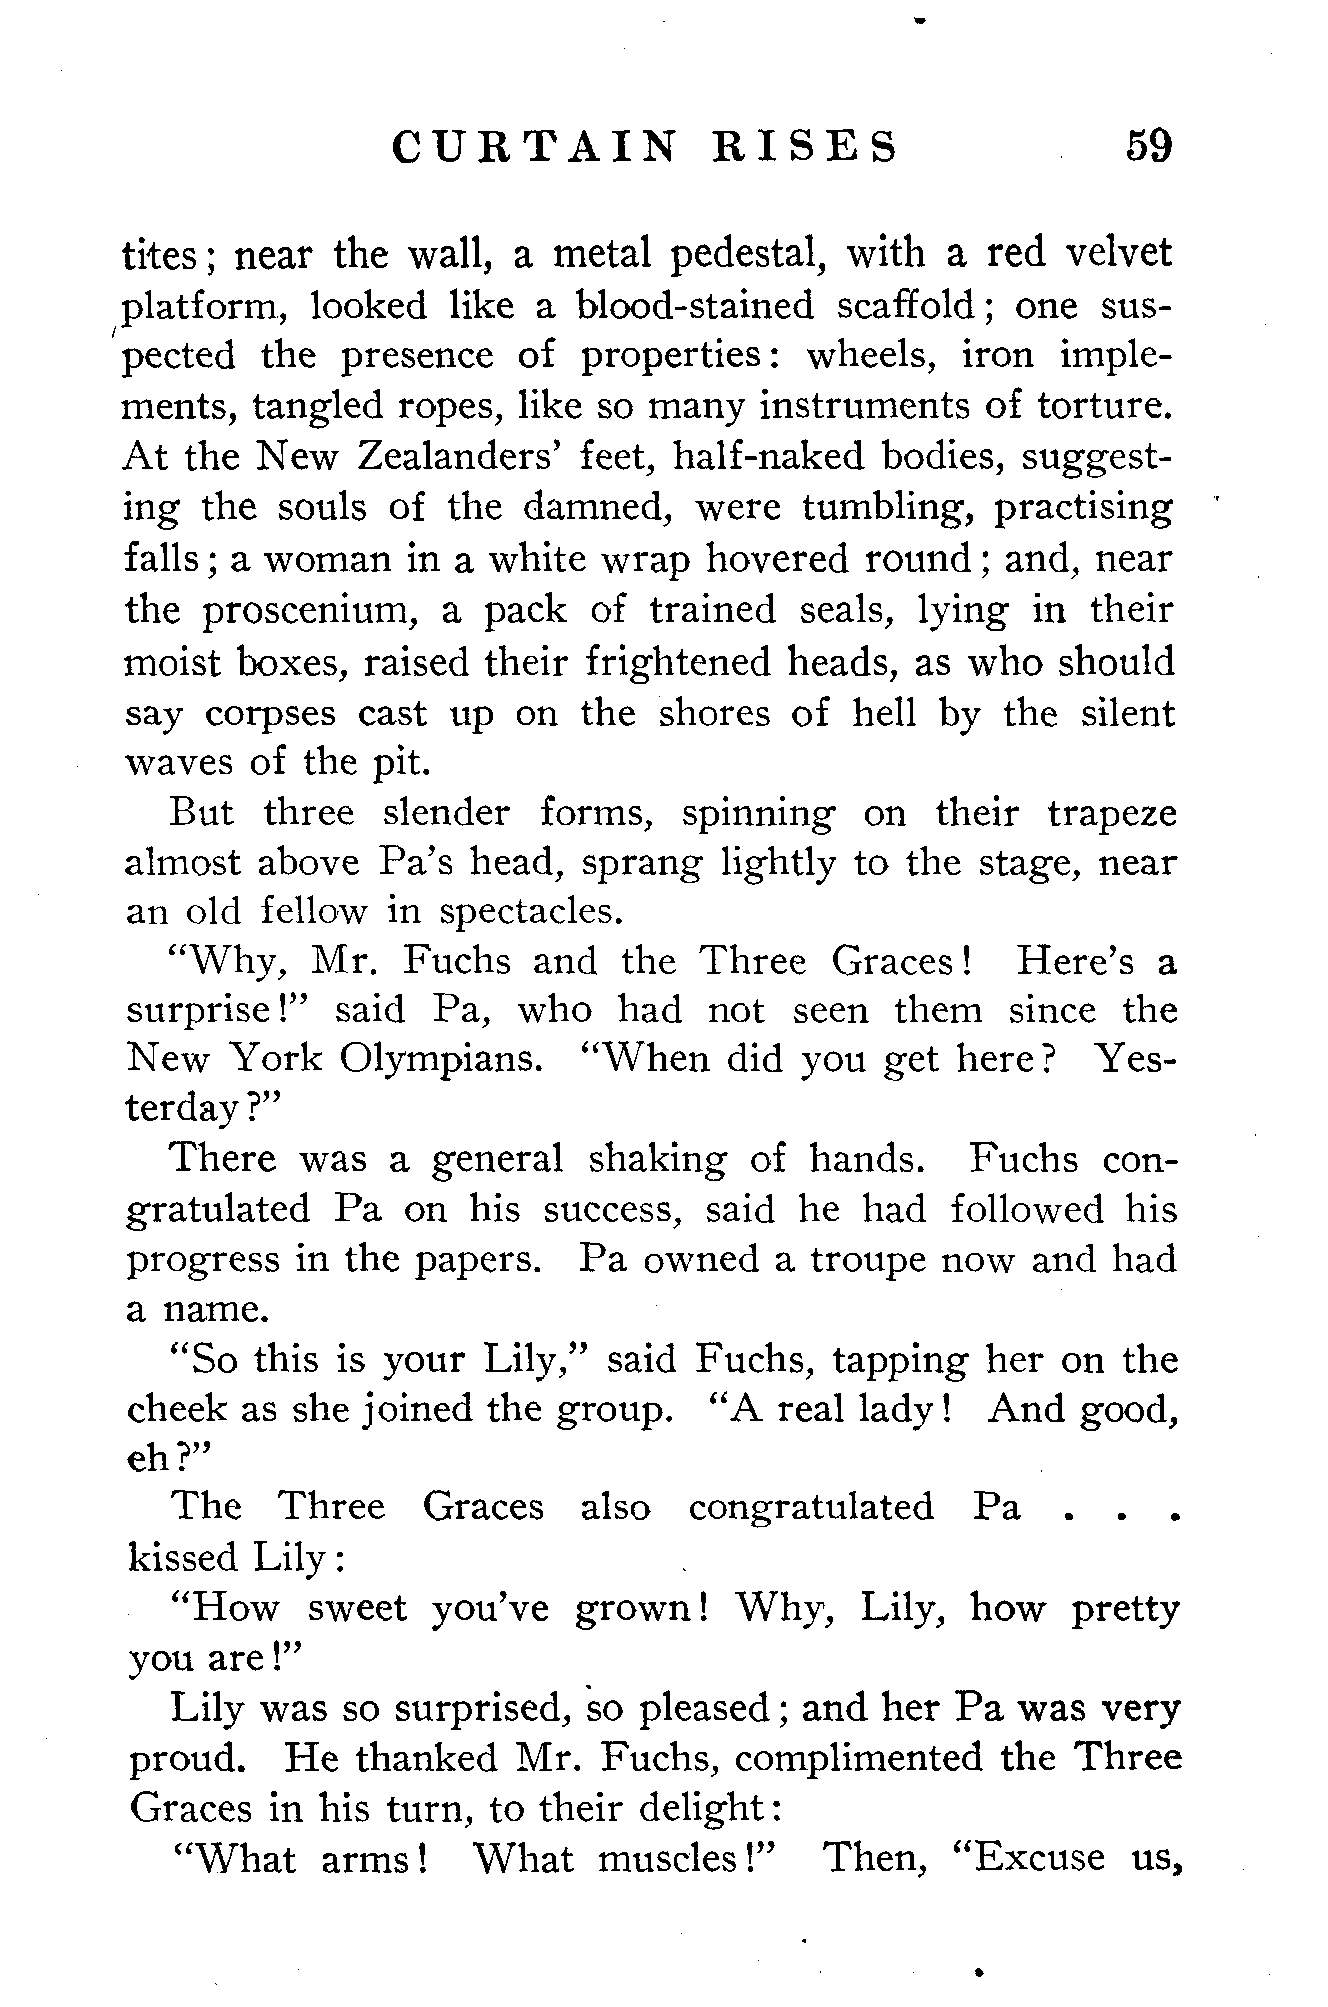 CURTAIN RISES 59
tites; near the wall, a metal pedestal, with a red velvet
platform, looked like a blood-stained scaffold; one sus-
pected the presence of properties: wheels, iron imple-
ments, tangled ropes, like so many instruments of torture.
At the New Zealanders' feet, half-naked bodies, suggest-
ing the souls of the damned, were tumbling, practising
falls; a woman in a white wrap hovered round; and, near
the proscenium, a pack of trained seals, lying in their
moist boxes, raised their frightened heads, as who should
say corpses cast up on the shores of hell by the silent
waves of the pit.
But three slender forms, spinning on their trapeze
almost above Pa's head, sprang lightly to the stage, near
an old fellow in spectacles.
"Why, Mr. Fuchs and the Three Graces! Here's a
surprise!" said Pa, who had not seen them since the
New York Olympians. "When did you get here? Yes-
terday?"
There was a general shaking of hands. Fuchs con-
gratulated Pa on his success, said he had followed his
progress in the papers. Pa owned a troupe now and had
a name.
"So this is your Lily," said Fuchs, tapping her on the
cheek as she joined the group. "A real lady! And good,
eh?"
The Three Graces also congratulated Pa . . .
kissed Lily:
"How sweet you've grown! Why, Lily, how pretty
you are!"
Lily was so surprised, so pleased; and her Pa was very
proud. He thanked Mr. Fuchs, complimented the Three
Graces in his turn, to their delight:
"What arms! What muscles!" Then, "Excuse us,